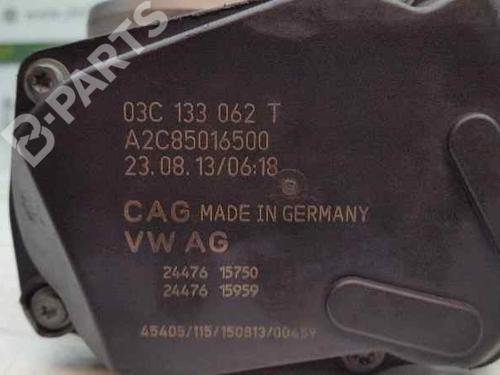 03C 133 062 T
A2C85016500
23.08.13/06:18
CAG MADE IN GERMANY
VW AG
24476 15750
24476 15959
45405/115/150813/00459
B-PARTS